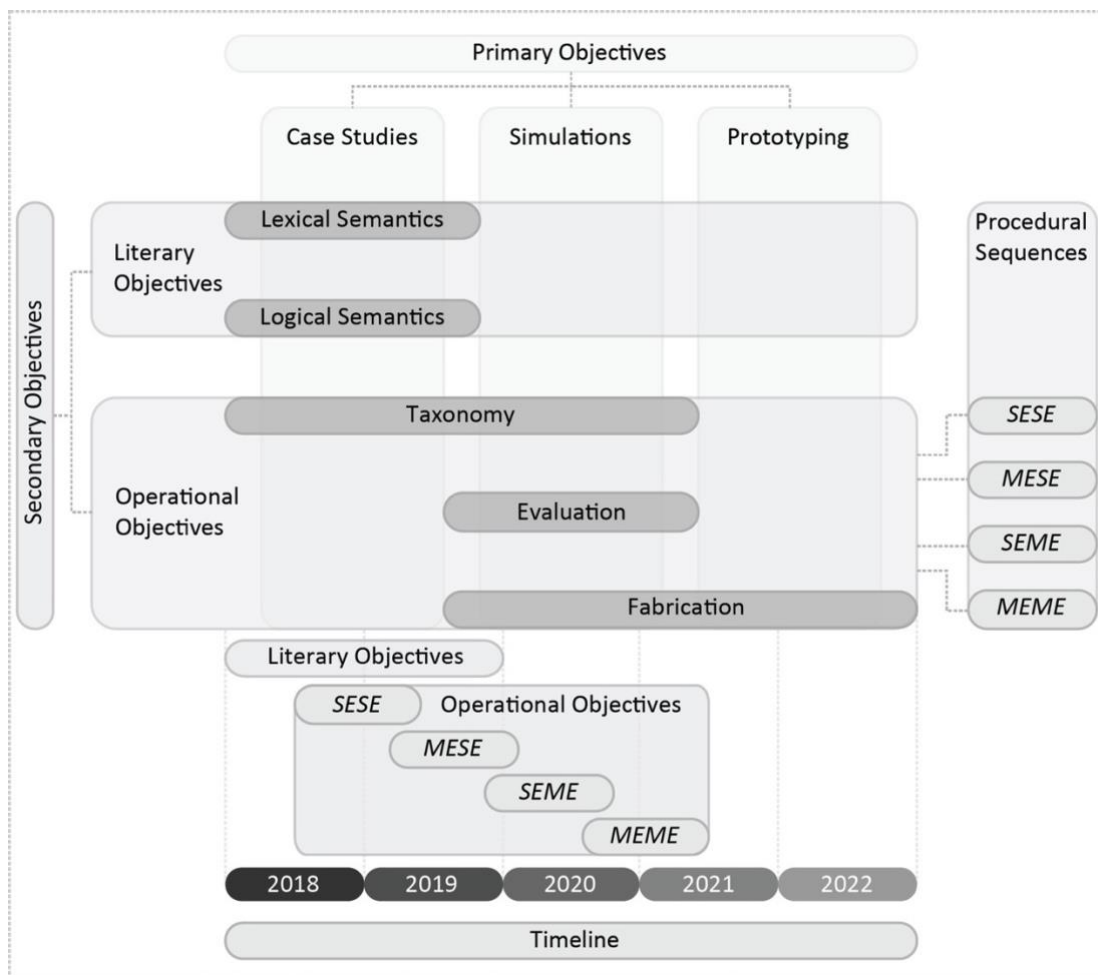 Primary Objectives
Case Studies
Simulations
Prototyping
Secondary Objectives
Literary
Objectives
Lexical Semantics
Logical Semantics
Procedural
Sequences
Operational
Objectives
Taxonomy
Evaluation
Fabrication
SESE
MESE
SEME
MEME
Literary Objectives
Operational Objectives
SESE
MESE
SEME
MEME
2018
2019
2020
2021
2022
Timeline